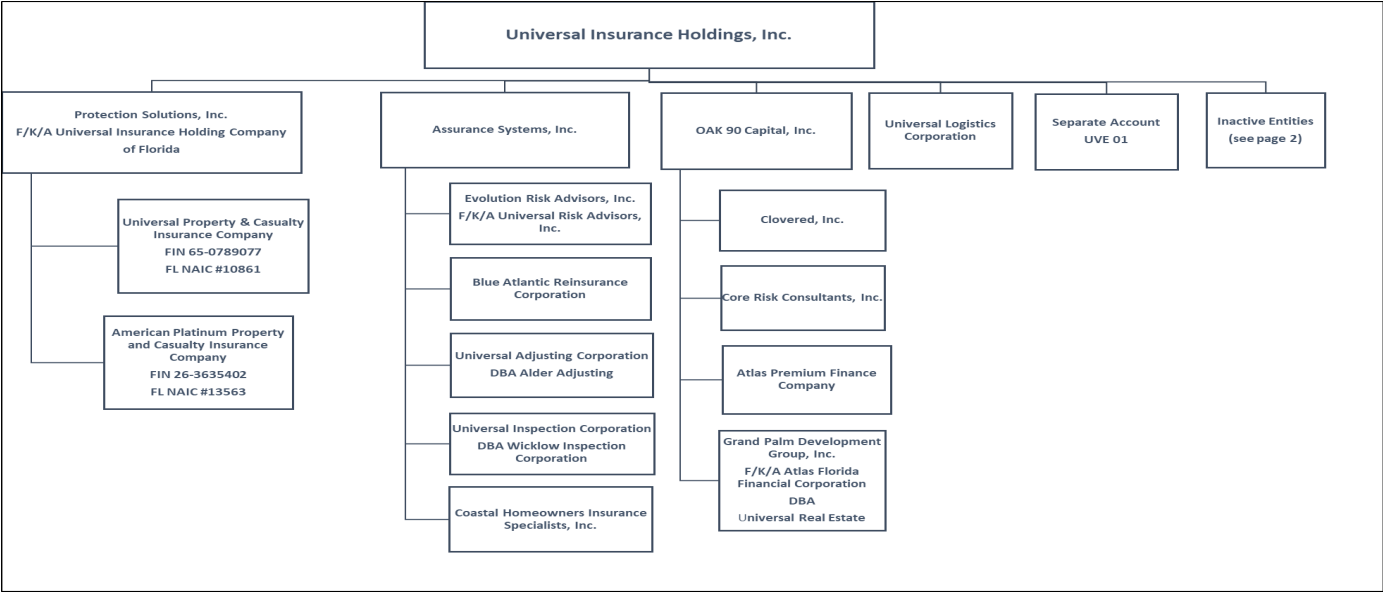 Universal Insurance Holdings, Inc.
Protection Solutions, Inc.
F/K/A Universal Insurance Holding Company
of Florida
Assurance Systems, Inc.
OAK 90 Capital, Inc.
Universal Logistics
Corporation
Separate Account
UVE 01
Inactive Entities
(see page 2)
Universal Property & Casualty
Insurance Company
FIN 65-0789077
FL NAIC #10861
American Platinum Property
and Casualty Insurance
Company
FIN 26-3635402
FL NAIC #13563
Evolution Risk Advisors, Inc.
F/K/A Universal Risk Advisors,
Inc.
Blue Atlantic Reinsurance
Corporation
Universal Adjusting Corporation
DBA Alder Adjusting
Universal Inspection Corporation
DBA Wicklow Inspection
Corporation
Coastal Homeowners Insurance
Specialists, Inc.
Clovered, Inc.
Core Risk Consultants, Inc.
Atlas Premium Finance
Company
Grand Palm Development
Group, Inc.
F/K/A Atlas Florida
Financial Corporation
DBA
Universal Real Estate